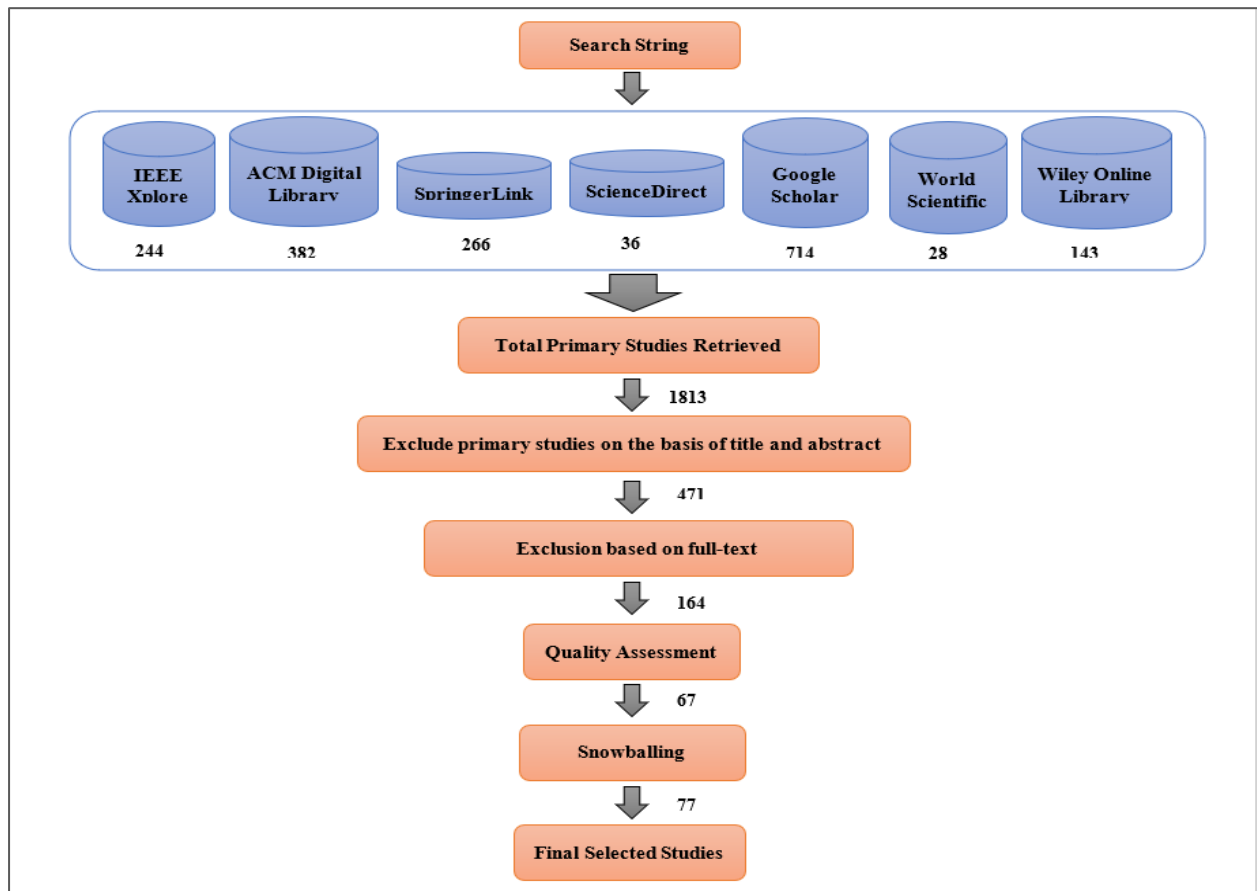 Search String
IEEE
Xplore
ACM Digital
Library
SpringerLink
ScienceDirect
Google
Scholar
World
Scientific
Wiley Online
Library
244
382
266
36
714
28
143
Total Primary Studies Retrieved
1813
Exclude primary studies on the basis of title and abstract
471
Exclusion based on full-text
164
Quality Assessment
67
Snowballing
77
Final Selected Studies